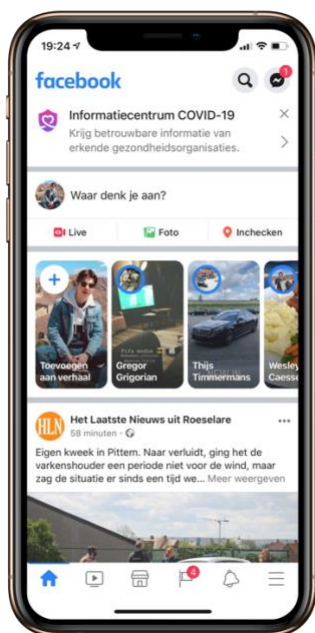 19:24
facebook
1
Informatiecentrum COVID-19
Krijg betrouwbare informatie van
erkende gezondheidsorganisaties.
Waar denk je aan?
Live
Foto
Inchecken
Toevoegen
aan verhaal
Gregor
Grigorian
Thijs
Timmermans
Wesley
Caesse
HLN
Het Laatste Nieuws uit Roeselare
58 minuten
Eigen kweek in Pittem. Naar verluidt, ging het de
varkenshouder een periode niet voor de wind, maar
zag de situatie er sinds een tijd we... Meer weergeven
4